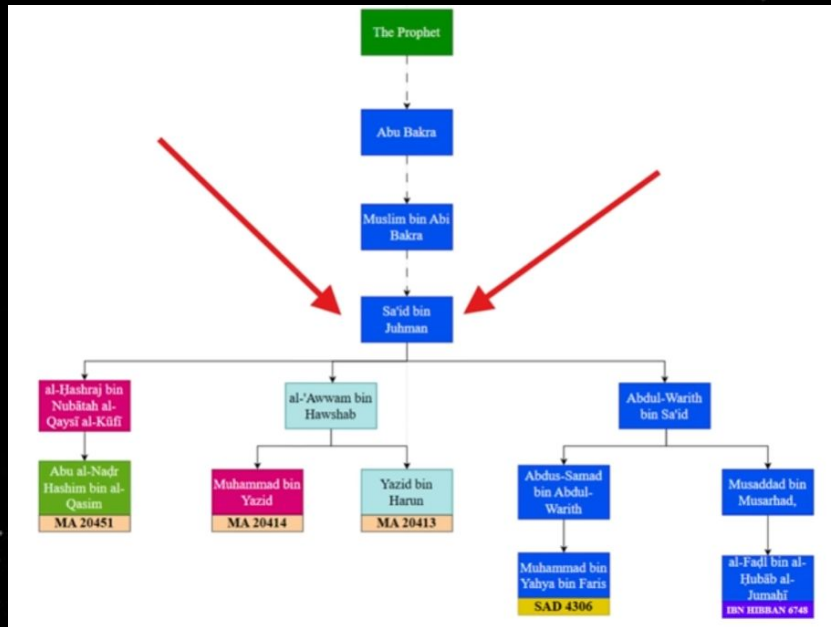 The Prophet
Abu Bakra
Muslim bin Abi
Bakra
Sa'id bin
Juhman
al-Ḥashraj bin
Nubātah al-
Qaysī al-Kūfī
al-'Awwam bin
Hawshab
Abdul-Warith
bin Sa'id
Abu al-Naḍr
Hashim bin al-
Qasim
MA 20451
Muhammad bin
Yazid
MA 20414
Yazid bin
Harun
MA 20413
Abdus-Samad
bin Abdul-
Warith
Musaddad bin
Musarhad,
Muhammad bin
Yahya bin Faris
SAD 4306
al-Faḍl bin al-
Ḥubāb al-
Jumaḥī
IBN HIBBAN 6748